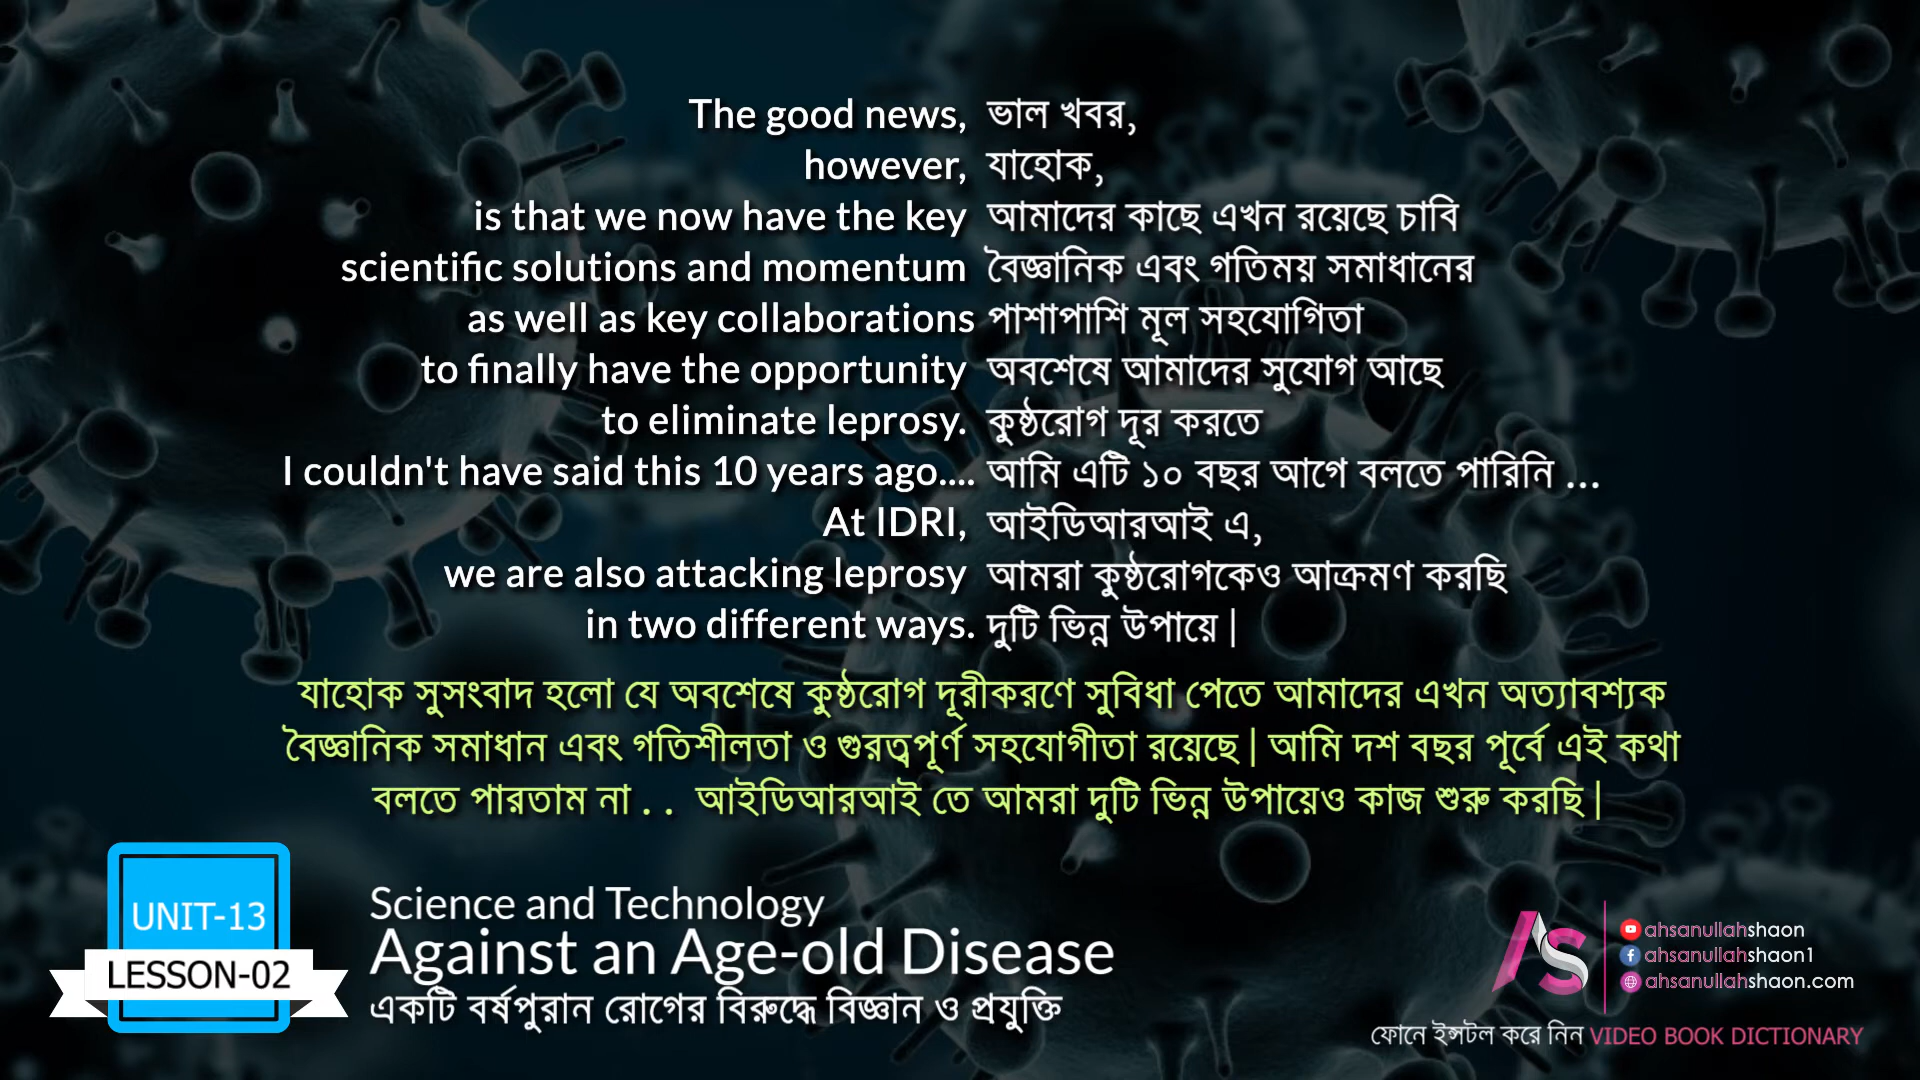 The good news, ভাল খবর,
however, যাহোক,
is that we now have the key আমাদের কাছে এখন রয়েছে চাবি
scientific solutions and momentum বৈজ্ঞানিক এবং গতিময় সমাধানের
as well as key collaborations পাশাপাশি মূল সহযোগিতা
to finally have the opportunity অবশেষে আমাদের সুযোগ আছে
to eliminate leprosy. কুষ্ঠরোগ দূর করতে
I couldn't have said this 10 years ago.... আমি এটি ১০ বছর আগে বলতে পারিনি ...
At IDRI, আইডিআরআই এ,
we are also attacking leprosy আমরা কুষ্ঠরোগকেও আক্রমণ করছি
in two different ways. দুটি ভিন্ন উপায়ে |
যাহোক সুসংবাদ হলো যে অবশেষে কুষ্ঠরোগ দূরীকরণে সুবিধা পেতে আমাদের এখন অত্যাবশ্যক
বৈজ্ঞানিক সমাধান এবং গতিশীলতা ও গুরত্বপূর্ণ সহযোগীতা রয়েছে | আমি দশ বছর পূর্বে এই কথা
বলতে পারতাম না . . আইডিআরআই তে আমরা দুটি ভিন্ন উপায়েও কাজ শুরু করছি |
UNIT-13
LESSON-02
Science and Technology
Against an Age-old Disease
একটি বর্ষপুরান রোগের বিরুদ্ধে বিজ্ঞান ও প্রযুক্তি
AS
ahsanullahshaon
ahsanullahshaon1
ahsanullahshaon.com
ফোনে ইন্সটল করে নিন VIDEO BOOK DICTIONARY